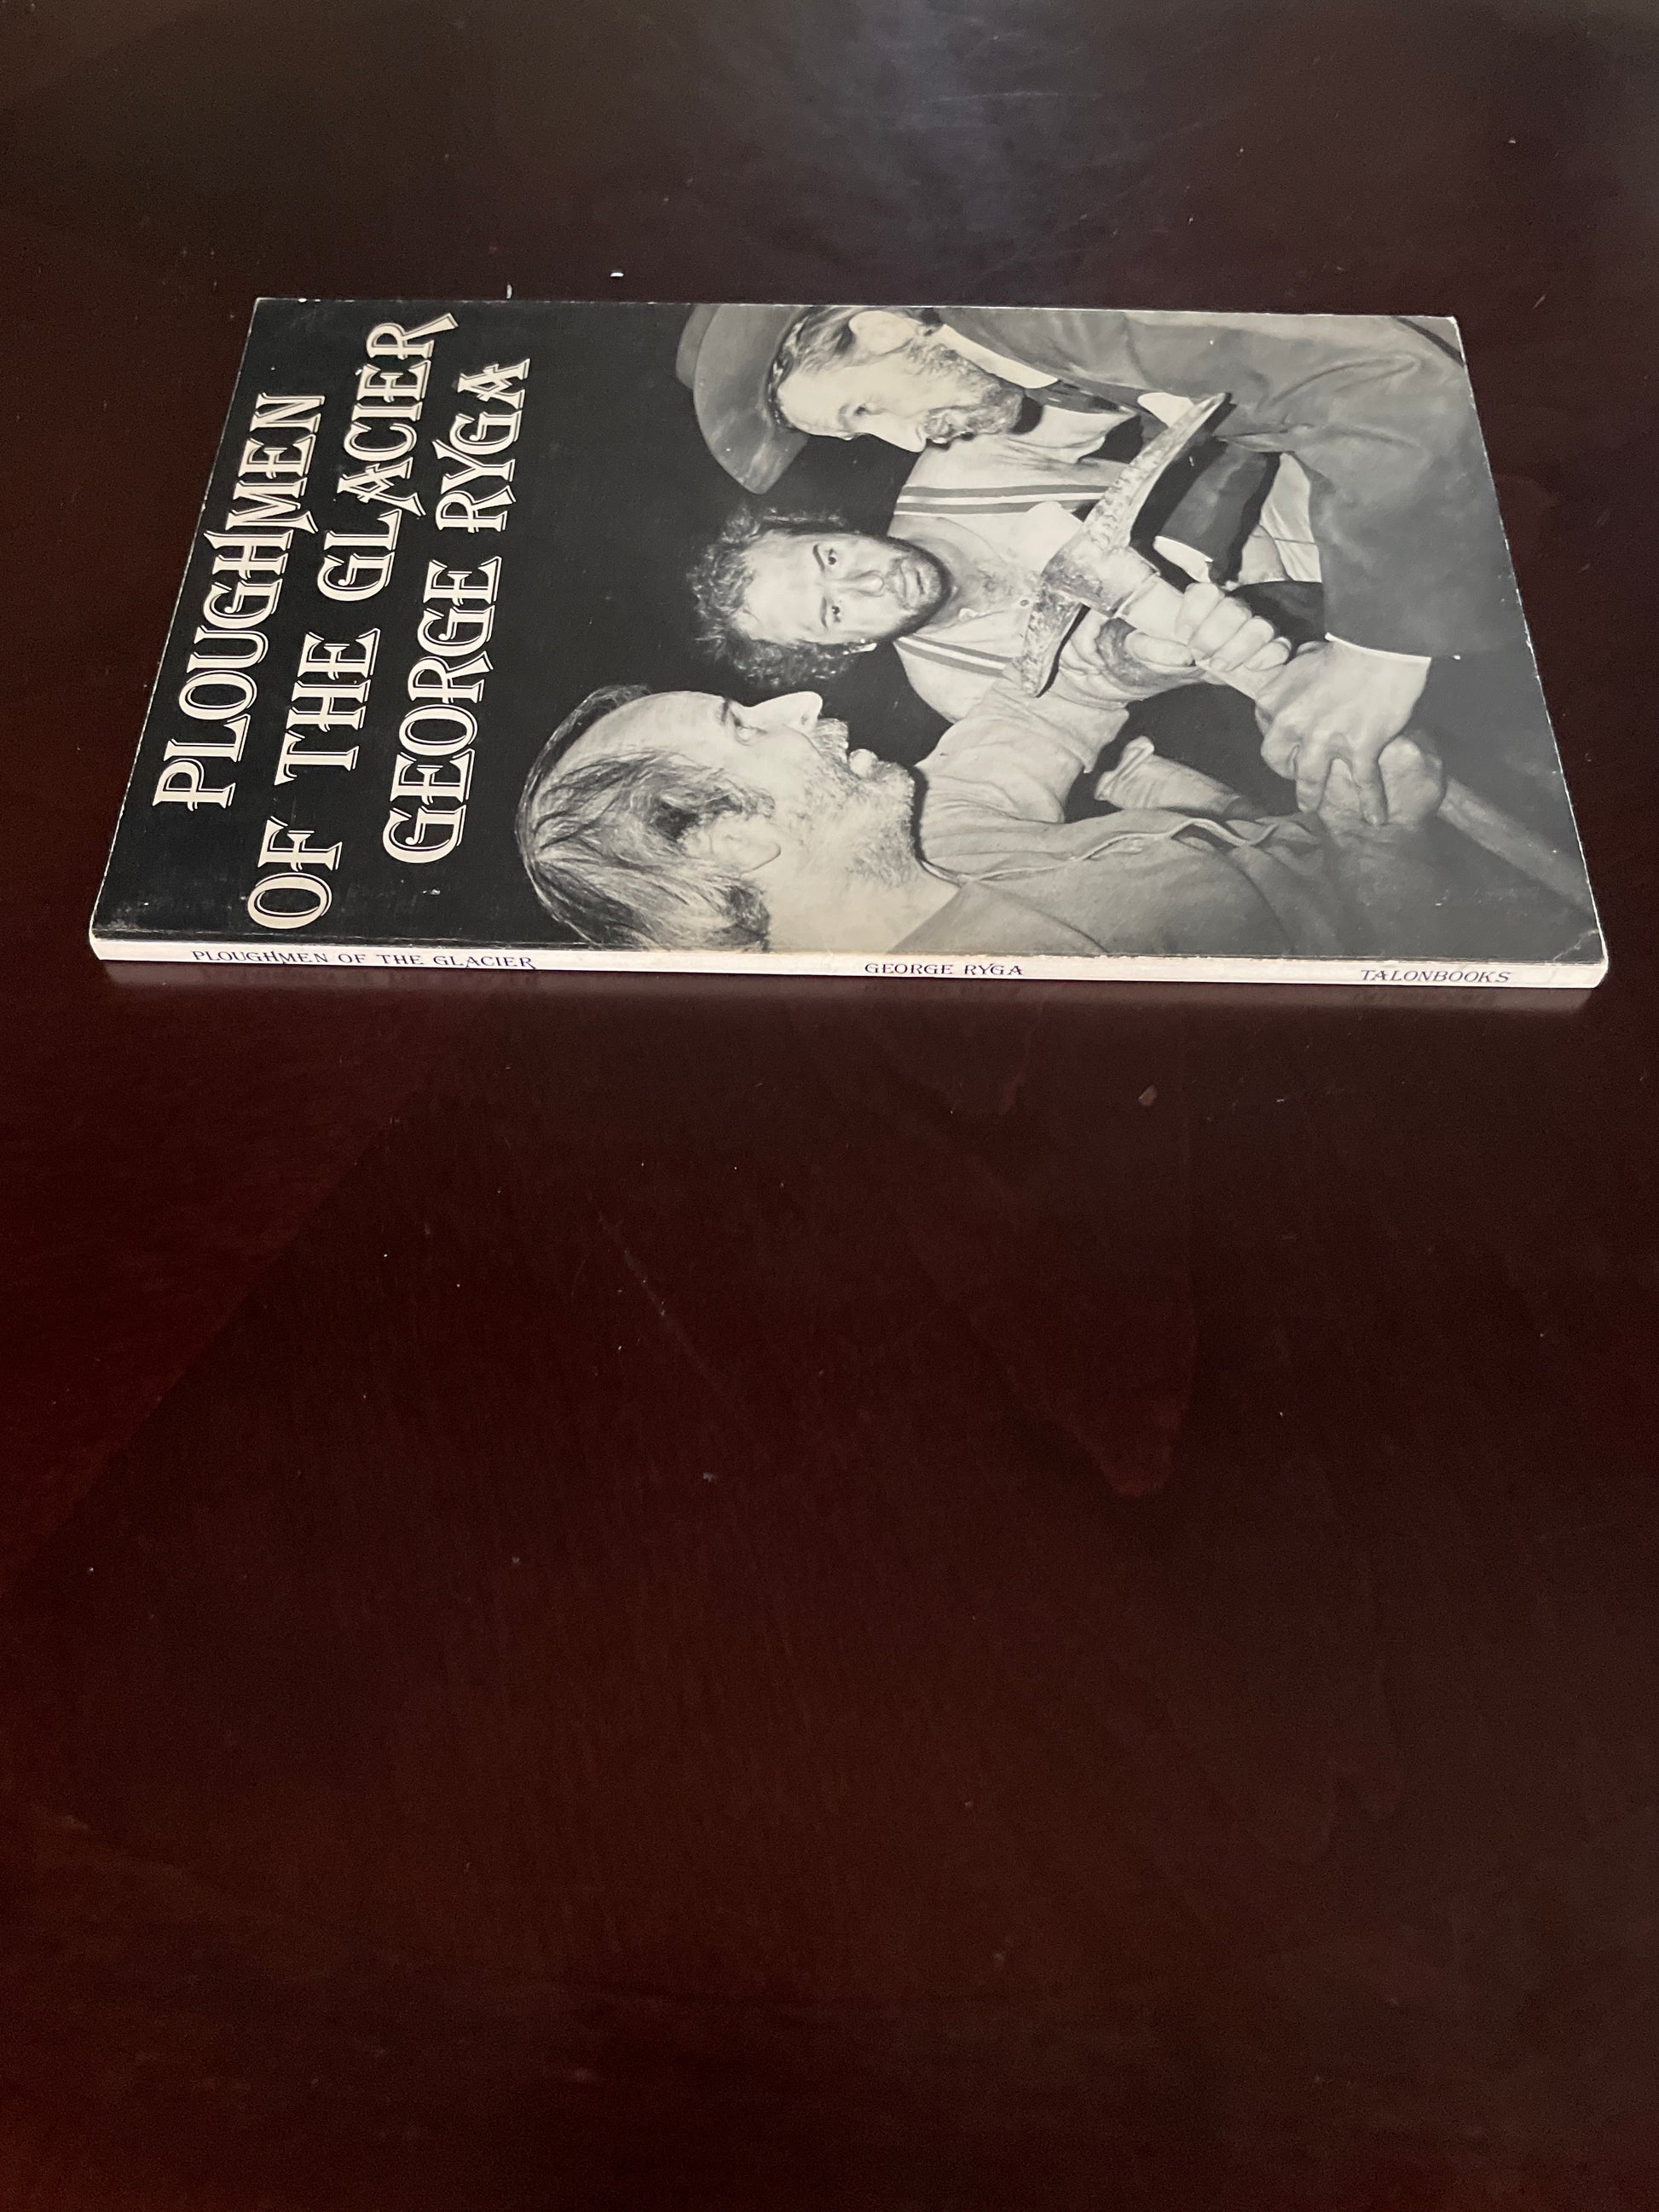 PLOUGHMEN
OF THE GLACIER
GEORGE RYGA
PLOUGHMEN OF THE GLACIER
GEORGE RYGA
TALONBOOKS